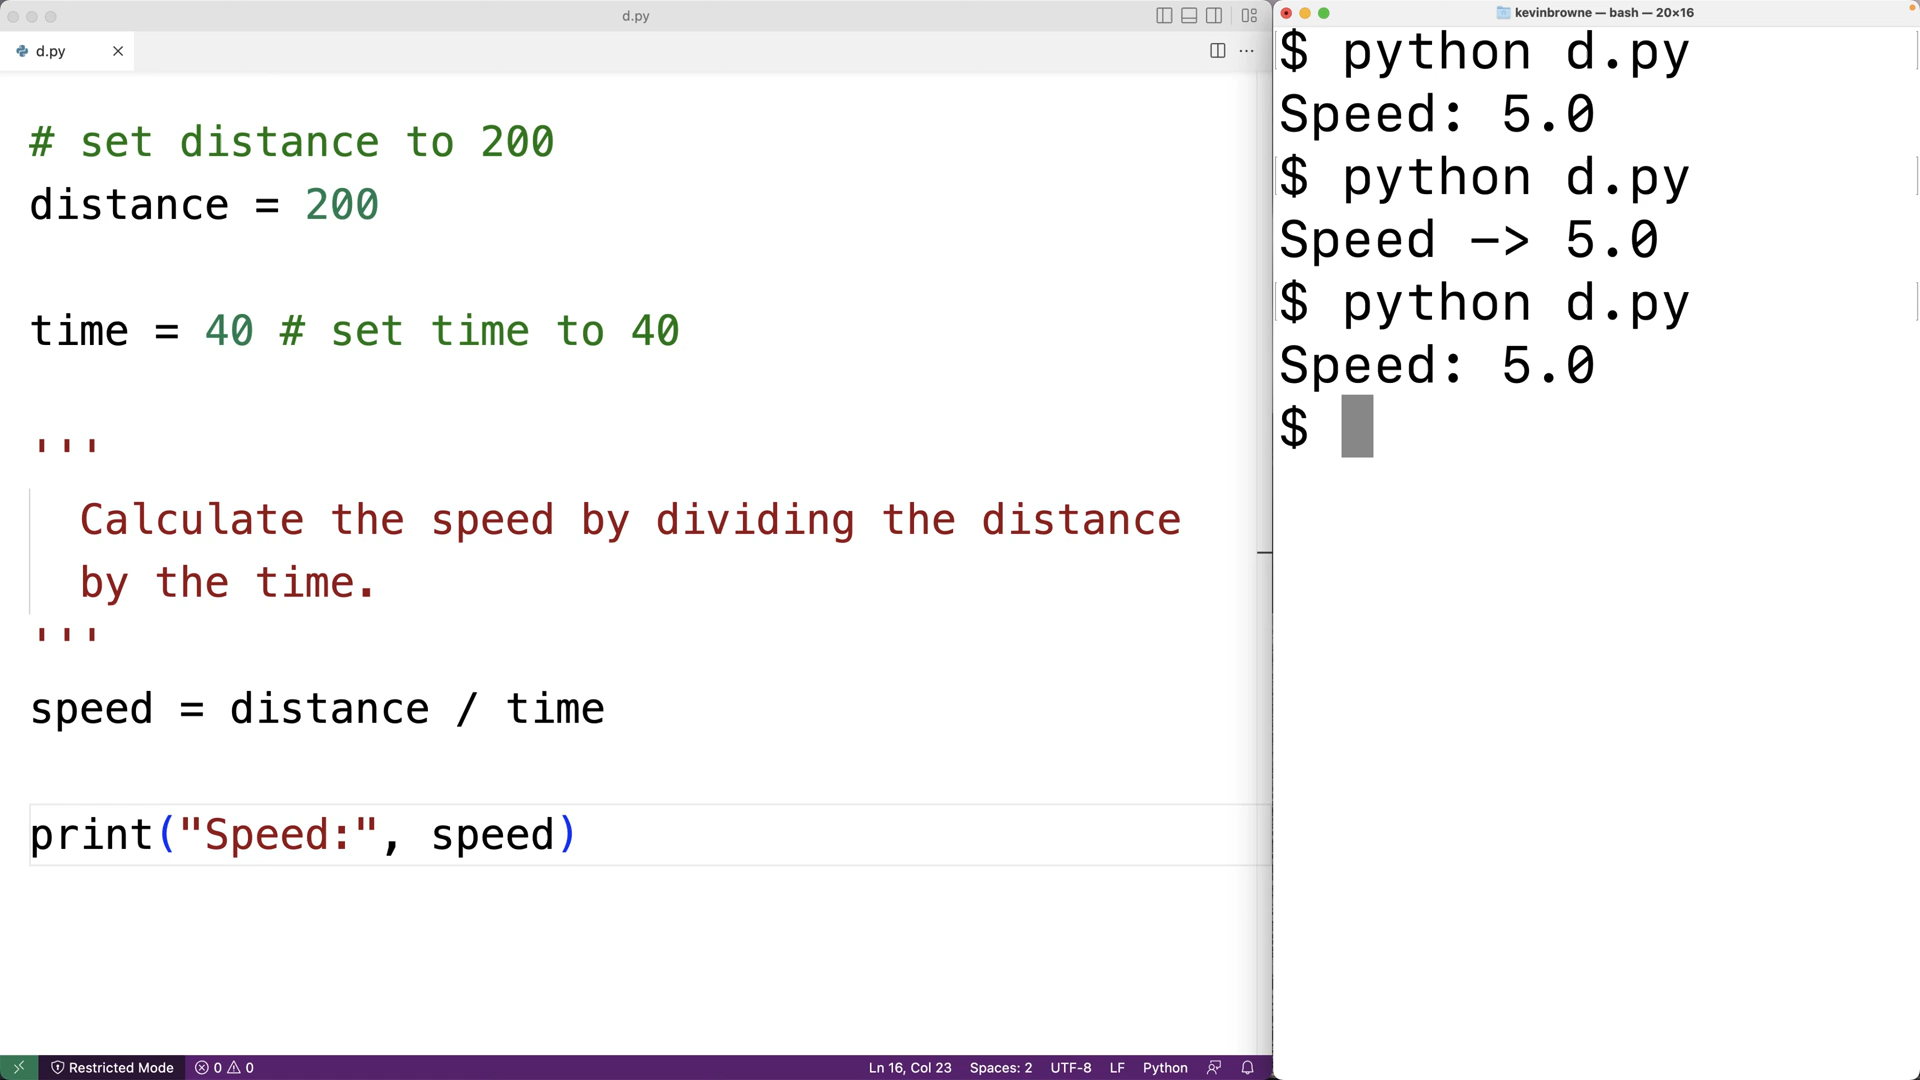 d.py
d.py
# set distance to 200
distance = 200
time = 40 # set time to 40
'''
Calculate the speed by dividing the distance
by the time.
'''
speed = distance / time
print("Speed:", speed)
Restricted Mode
0 0
Ln 16, Col 23
Spaces: 2
UTF-8
LF
Python
kevinbrowne — bash — 20×16
$ python d.py
Speed: 5.0
$ python d.py
Speed —> 5.0
$ python d.py
Speed: 5.0
$